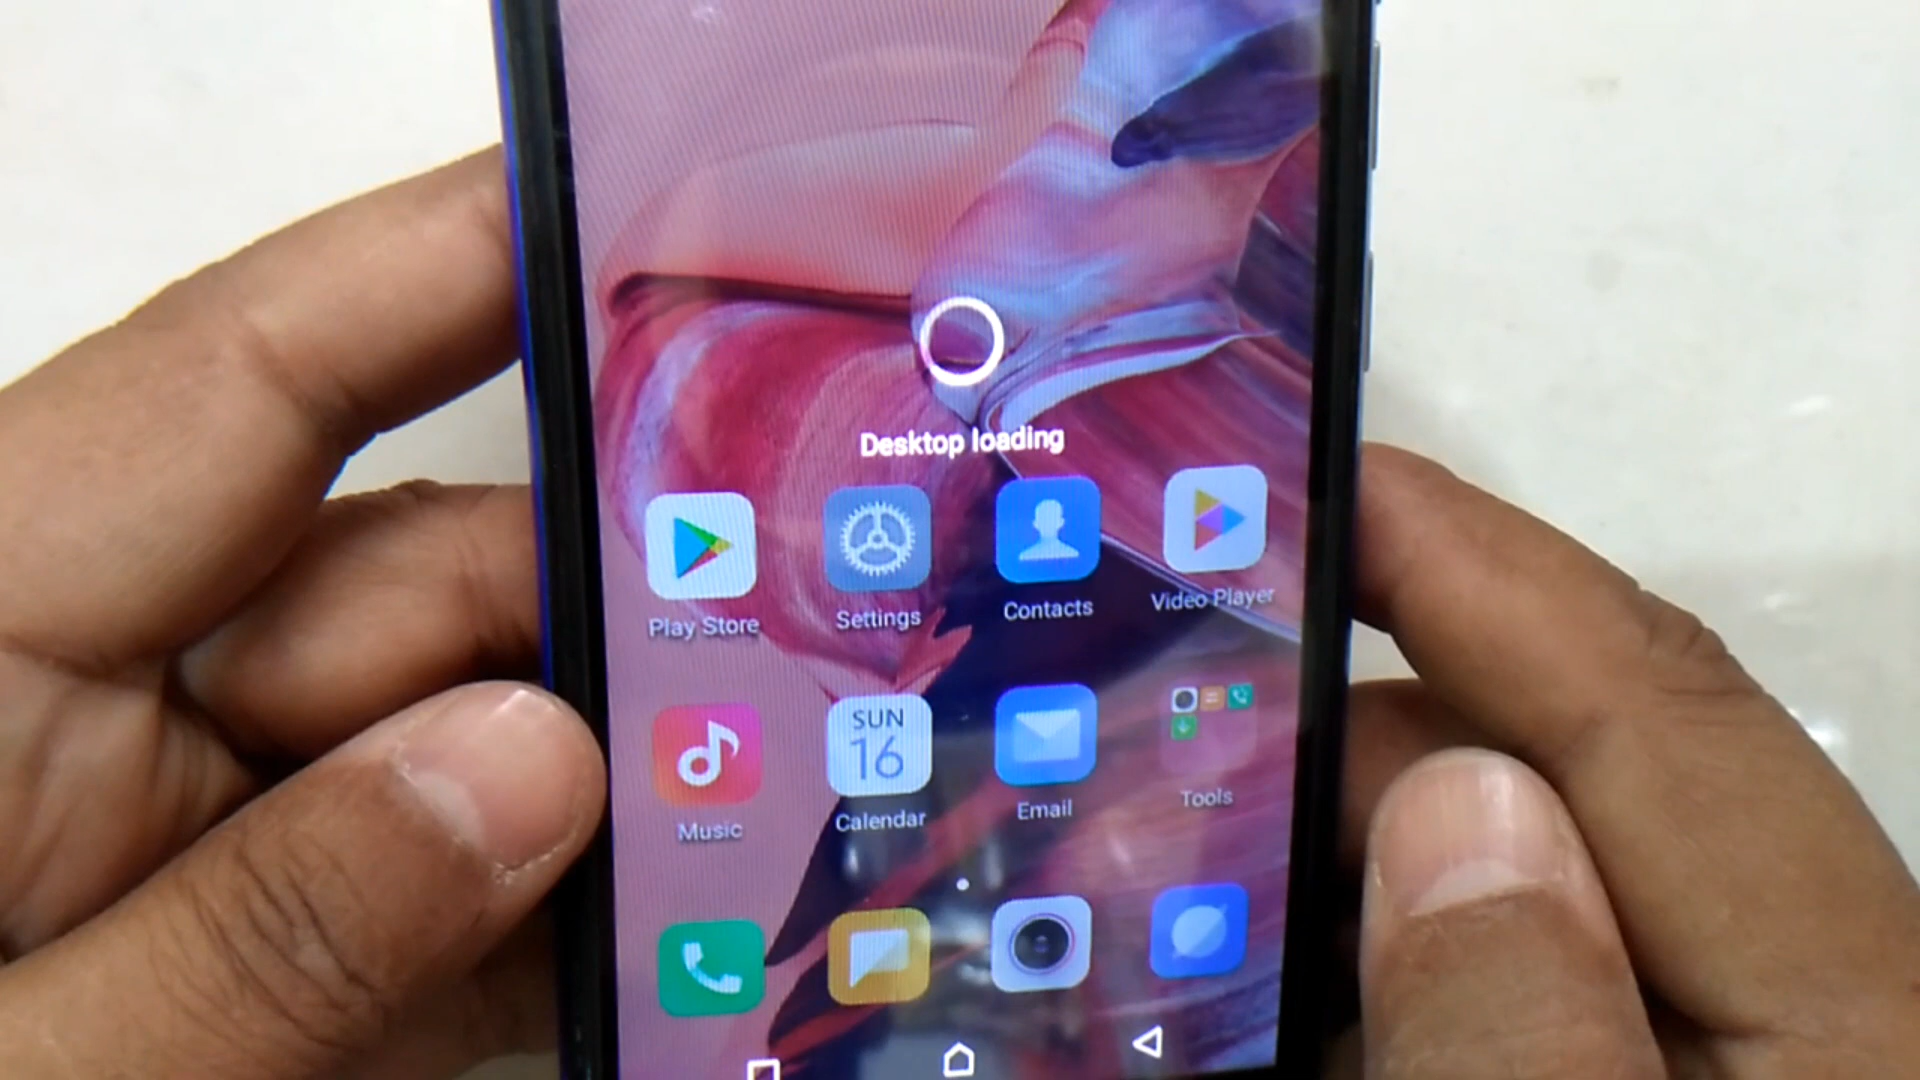 Desktop loading
Play Store
Settings
Contacts
Video Player
SUN
16
Music
Calendar
Email
Tools